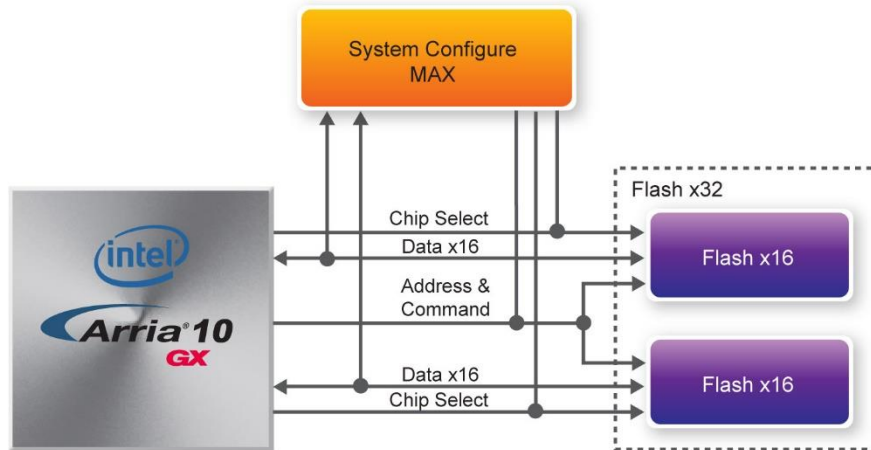 System Configure
MAX
Flash x32
Chip Select
Data x16
Flash x16
intel®
Address &
Command
Arria® 10
GX
Data x16
Flash x16
Chip Select